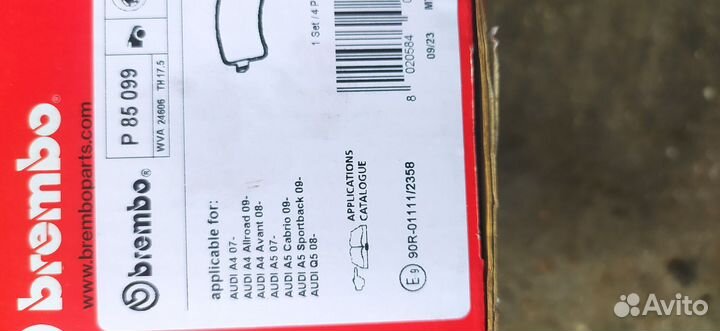 brembo®
www.bremboparts.com
brembo®
P 85 099
WVA 24606 TH 17.5
applicable for:
AUDI A4 07-
AUDI A4 Allroad 09-
AUDI A4 Avant 08-
AUDI A5 07-
AUDI A5 Cabrio 09-
AUDI A5 Sportback 09-
AUDI Q5 08-
1 Set / 4 P
8 020584
09/23
APPLICATIONS
CATALOGUE
E9 90R-01111/2358
Avito